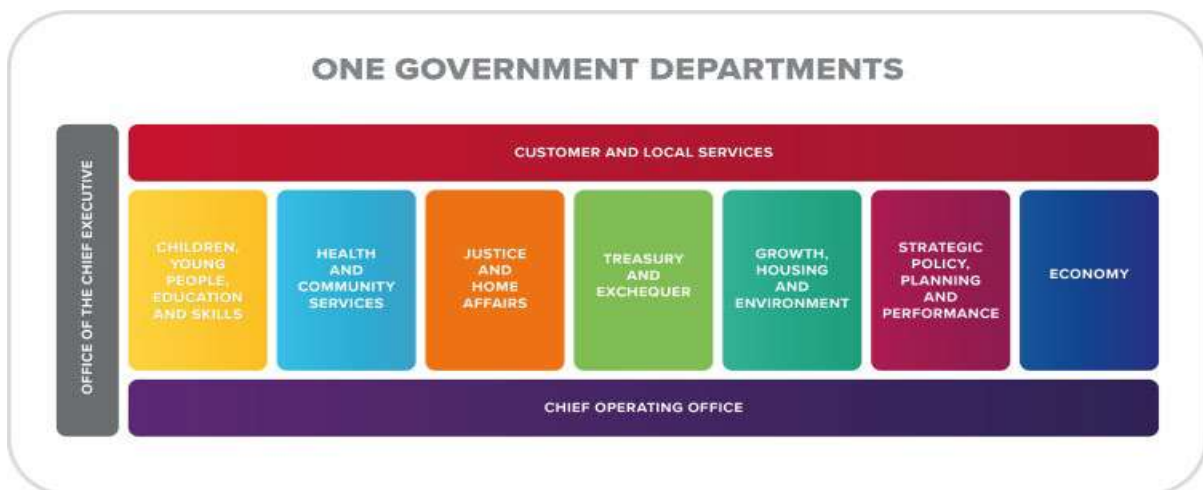 ONE GOVERNMENT DEPARTMENTS
OFFICE OF THE CHIEF EXECUTIVE
CUSTOMER AND LOCAL SERVICES
CHILDREN,
YOUNG
PEOPLE,
EDUCATION
AND SKILLS
HEALTH
AND
COMMUNITY
SERVICES
JUSTICE
AND
HOME
AFFAIRS
TREASURY
AND
EXCHEQUER
GROWTH,
HOUSING
AND
ENVIRONMENT
STRATEGIC
POLICY,
PLANNING
AND
PERFORMANCE
ECONOMY
CHIEF OPERATING OFFICE